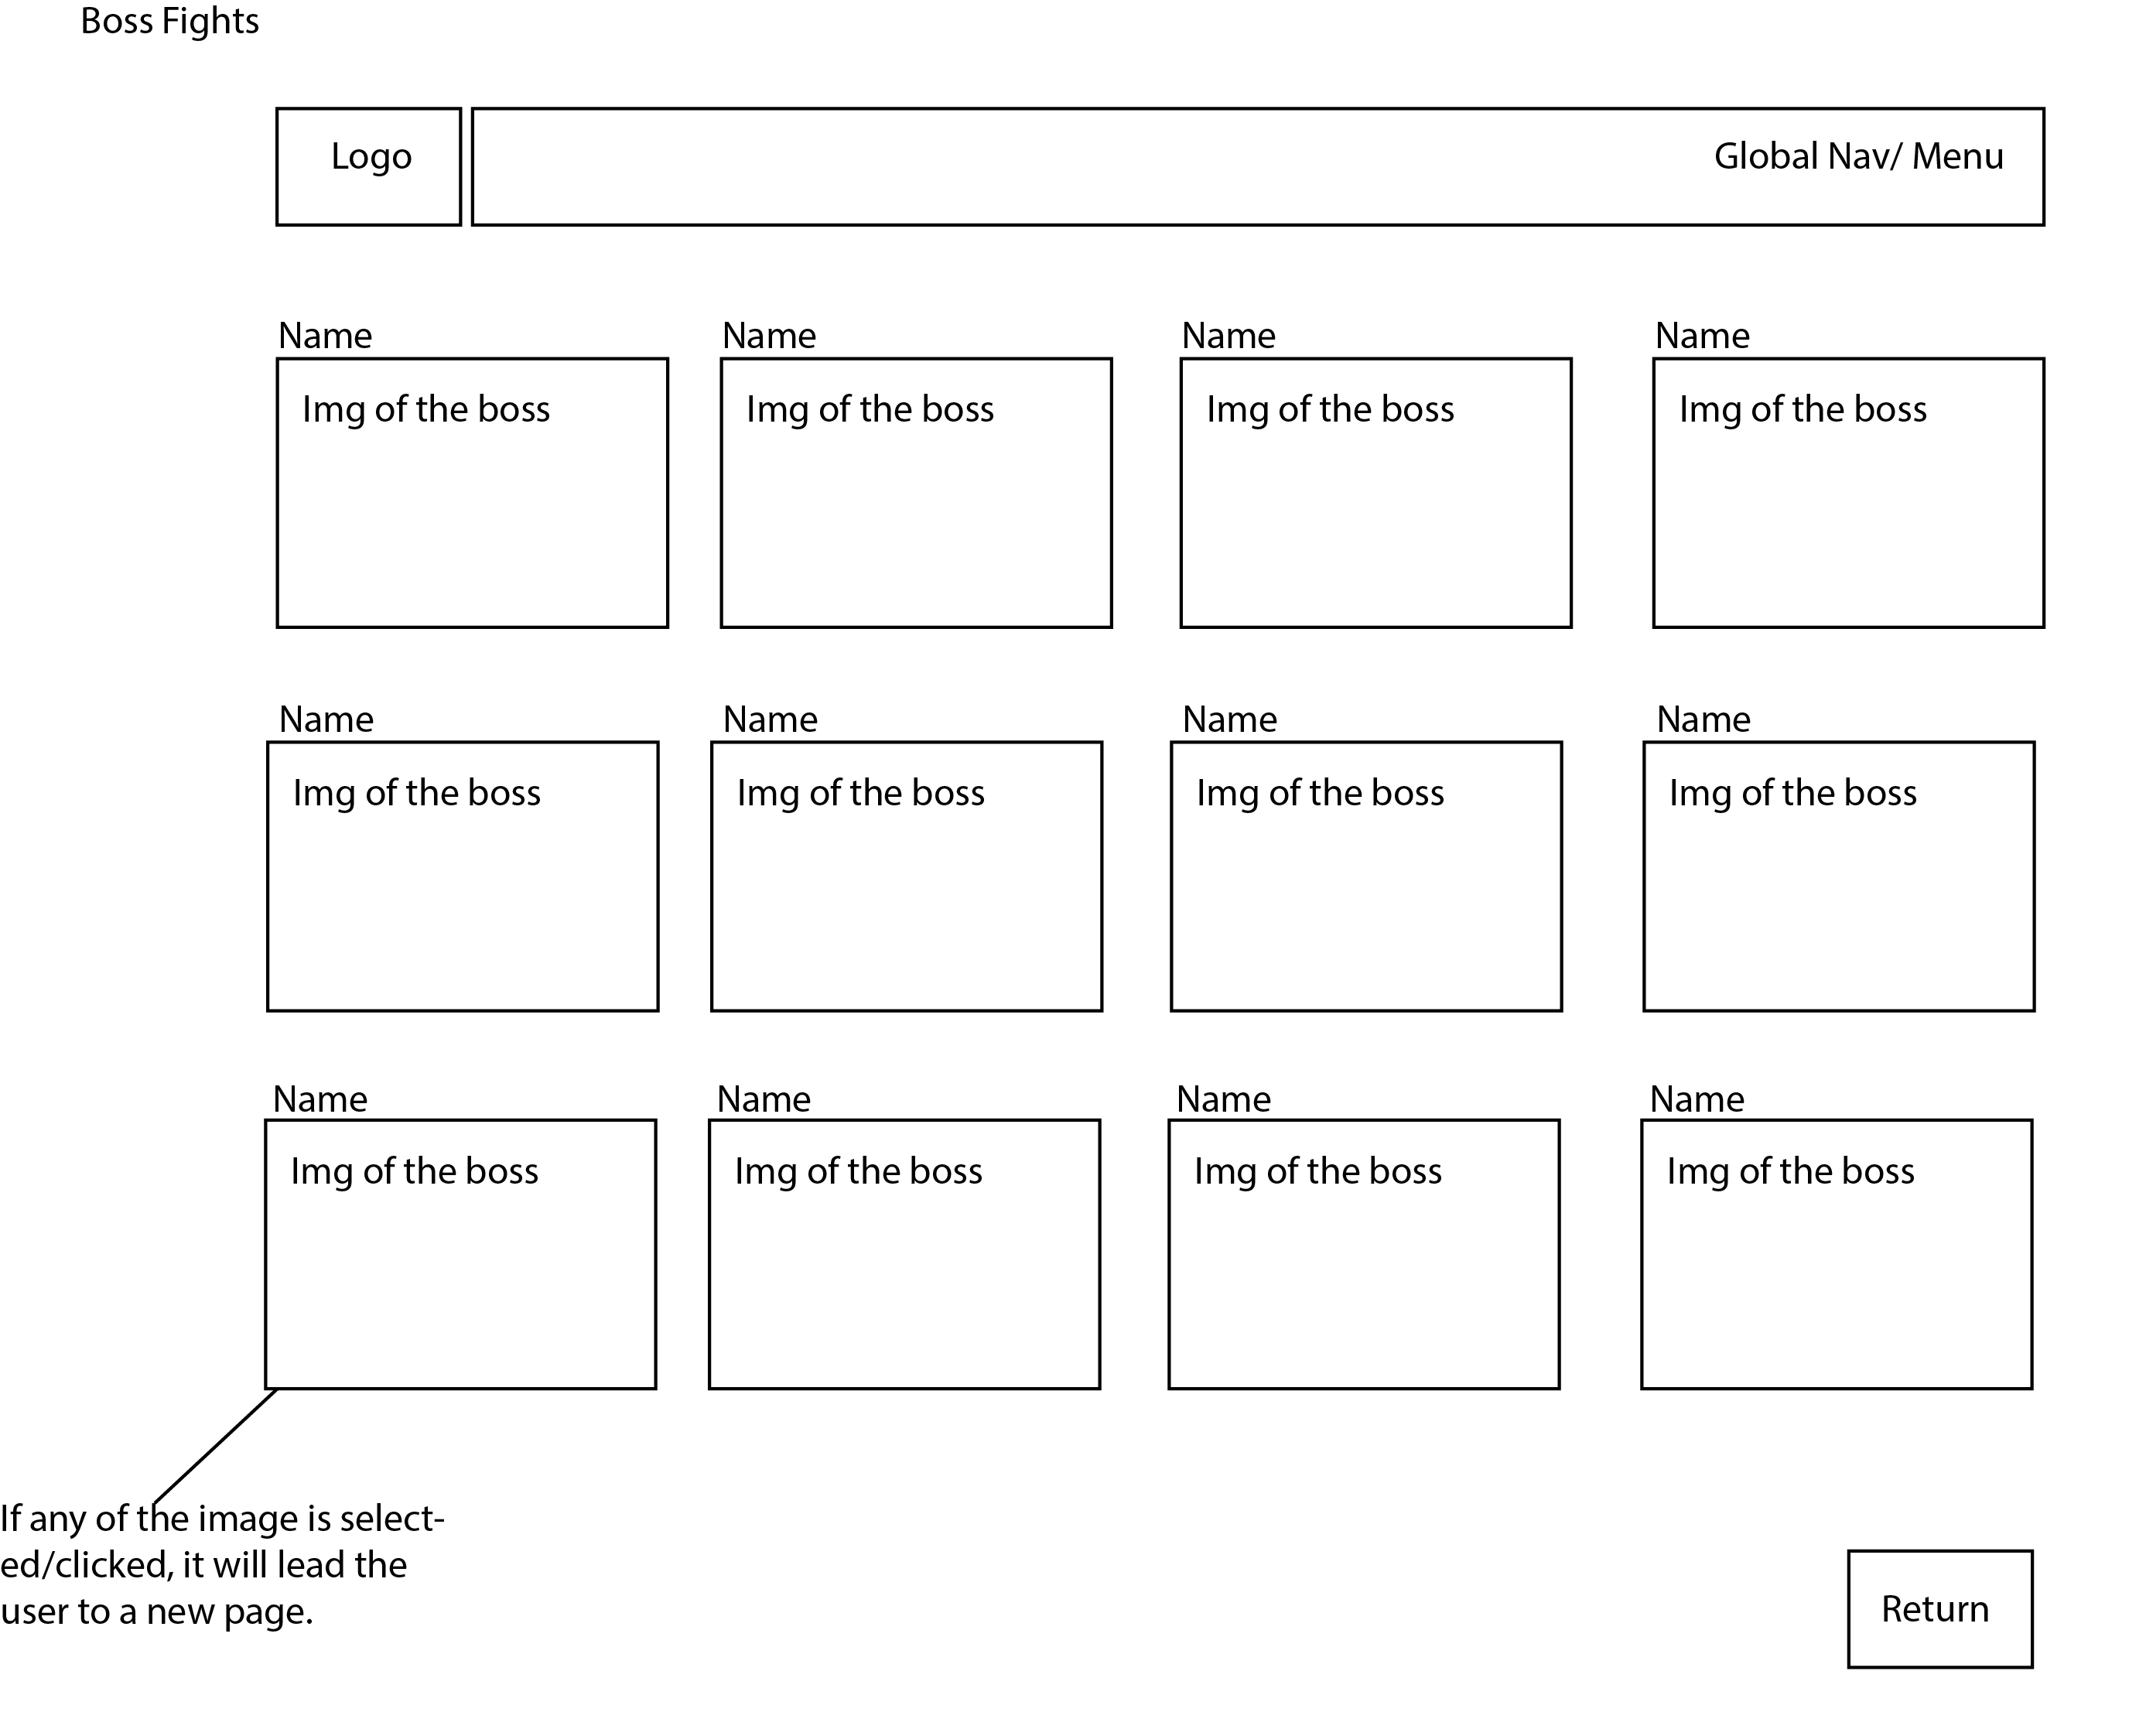 Boss Fights
Logo
Global Nav/ Menu
Name
Name
Name
Name
Img of the boss
Img of the boss
Img of the boss
Img of the boss
Name
Name
Name
Name
Img of the boss
Img of the boss
Img of the boss
Img of the boss
Name
Name
Name
Name
Img of the boss
Img of the boss
Img of the boss
Img of the boss
If any of the image is select-
ed/clicked, it will lead the
user to a new page.
Return